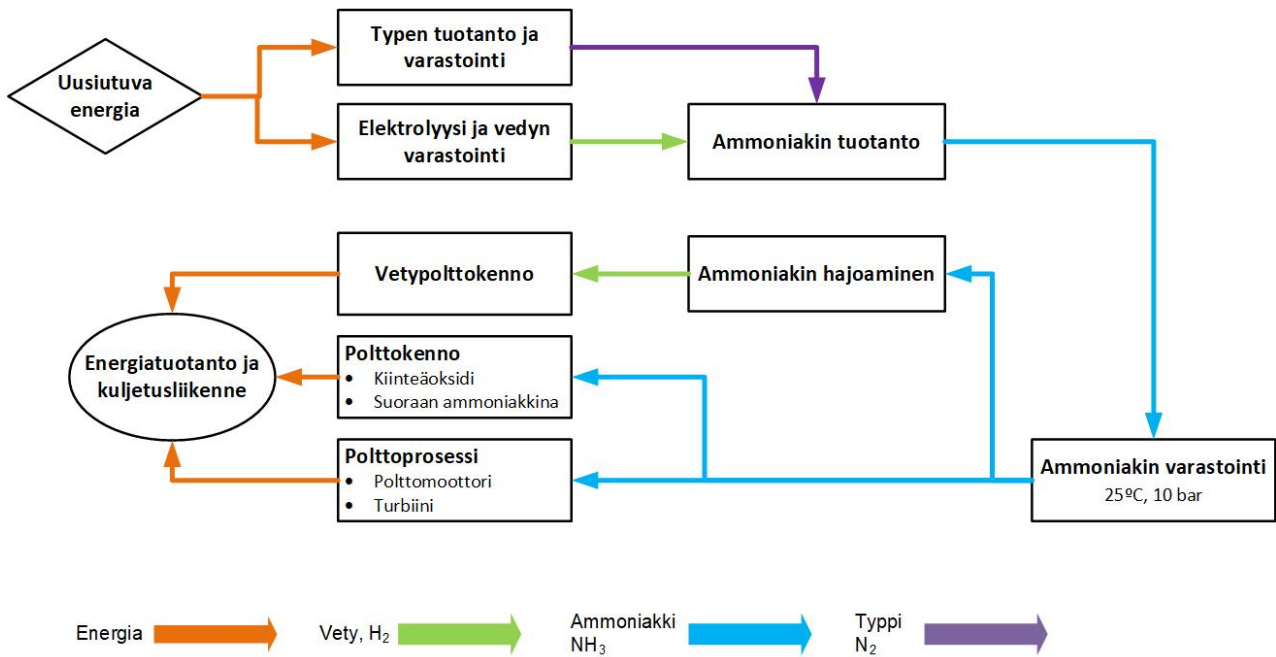 Uusiutuva
energia
Typen tuotanto ja
varastointi
Elektrolyysi ja vedyn
varastointi
Ammoniakin tuotanto
Vetypolttokenno
Ammoniakin hajoaminen
Energiatuotanto ja
kuljetusliikenne
Polttokenno
• Kiinteäoksidi
• Suoraan ammoniakkina
Polttoprosessi
• Polttomoottori
• Turbiini
Ammoniakin varastointi
25ºC, 10 bar
Energia
Vety, H₂
Ammoniakki
NH₃
Typpi
N₂